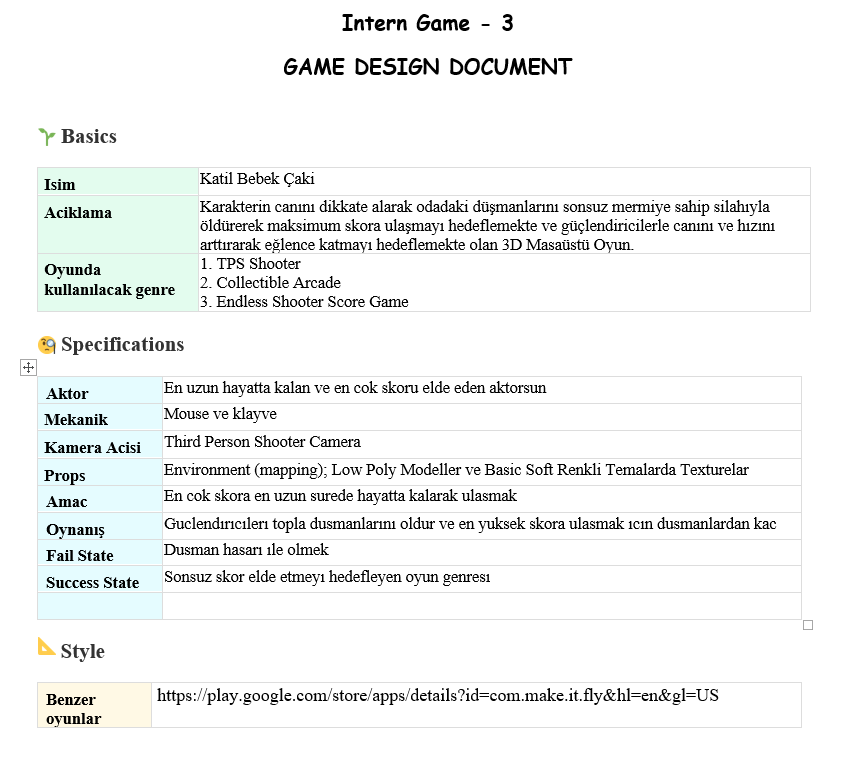 Intern Game - 3
GAME DESIGN DOCUMENT
Basics
Isim
Katil Bebek Çaki
Aciklama
Karakterin canını dikkate alarak odadaki düşmanlarını sonsuz mermiye sahip silahıyla
öldürerek maksimum skora ulaşmayı hedeflemekte ve güçlendiricilerle canını ve hızını
arttırarak eğlence katmayı hedeflemekte olan 3D Masaüstü Oyun.
Oyunda
kullanılacak genre
1. TPS Shooter
2. Collectible Arcade
3. Endless Shooter Score Game
Specifications
Aktor
En uzun hayatta kalan ve en cok skoru elde eden aktorsun
Mekanik
Mouse ve klayve
Kamera Acisi
Third Person Shooter Camera
Props
Environment (mapping); Low Poly Modeller ve Basic Soft Renkli Temalarda Texturelar
Amac
En cok skora en uzun surede hayatta kalarak ulasmak
Oynanış
Guclendırıcılerı topla dusmanlarını oldur ve en yuksek skora ulasmak ıcın dusmanlardan kac
Fail State
Dusman hasarı ıle olmek
Success State
Sonsuz skor elde etmeyı hedefleyen oyun genresı
Style
Benzer
oyunlar
https://play.google.com/store/apps/details?id=com.make.it.fly&hl=en&gl=US